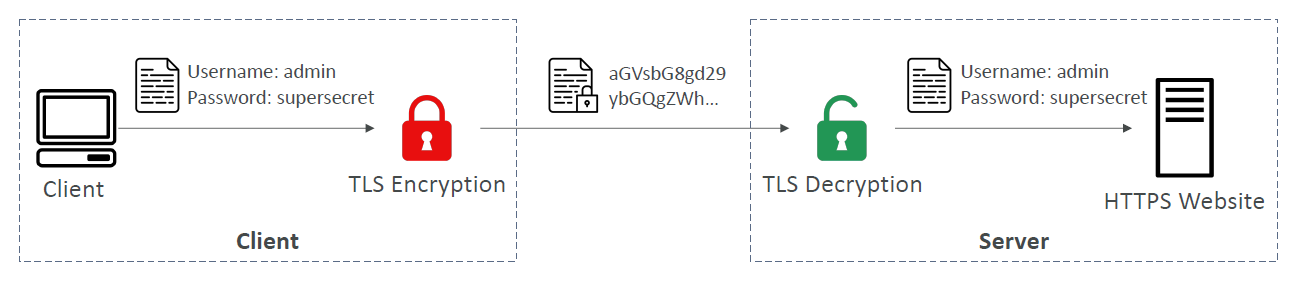 Username: admin
Password: supersecret
Client
TLS Encryption
Client
aGVsbG8gd29
ybGQgZWh...
Username: admin
Password: supersecret
TLS Decryption
HTTPS Website
Server